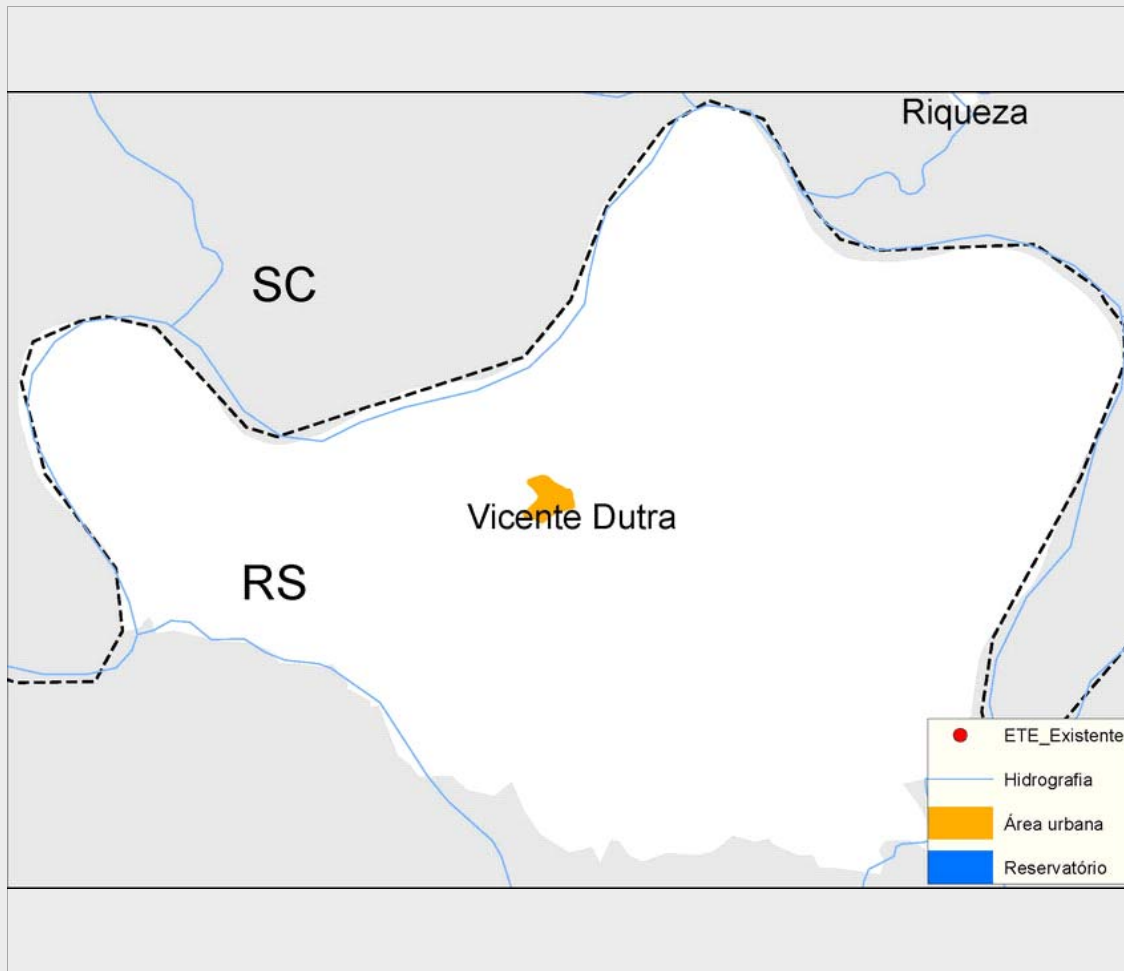 Riqueza
SC
Vicente Dutra
RS
ETE_Existente
Hidrografia
Área urbana
Reservatório